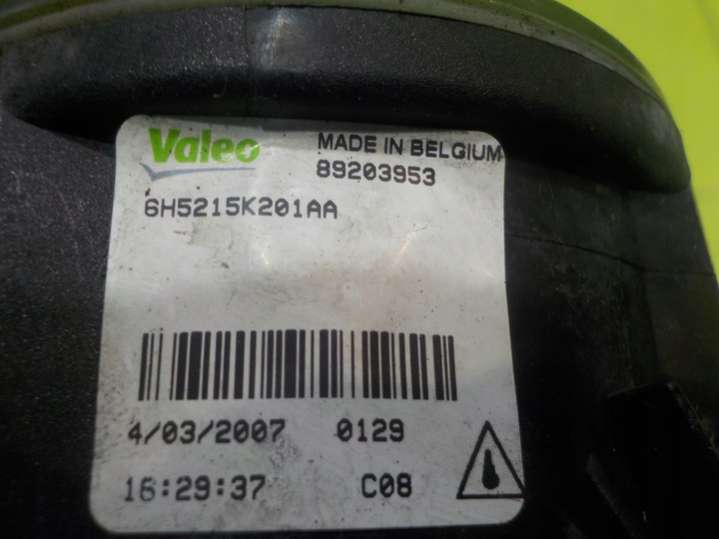 Valeo MADE IN BELGIUM
89203953
6H5215K201AA
4/03/2007 0129
16:29:37 C08